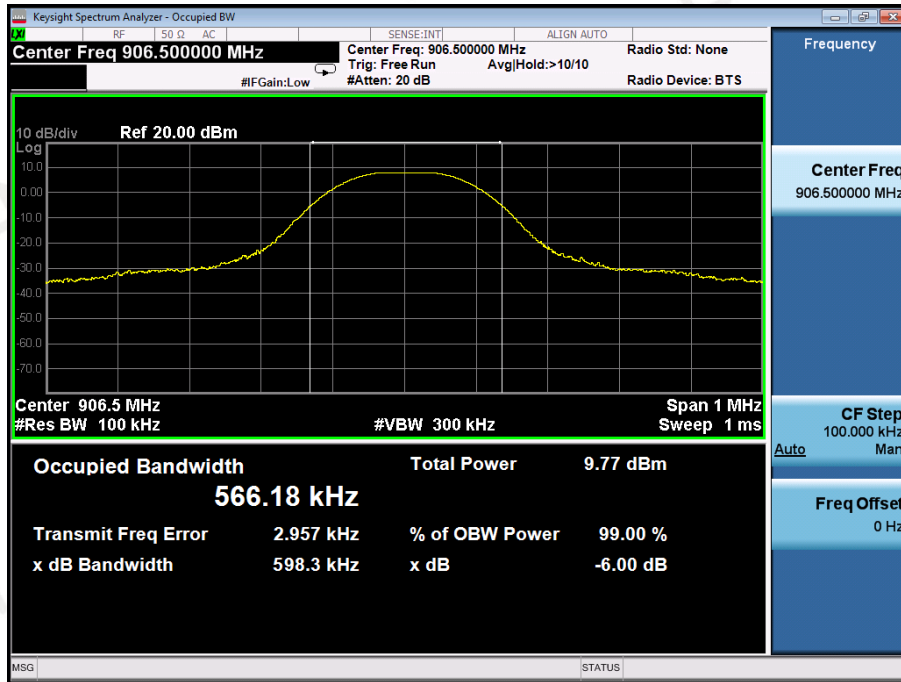 Keysight Spectrum Analyzer - Occupied BW
LXI RF 50 Ω AC SENSE:INT ALIGN AUTO
Center Freq 906.500000 MHz
#IFGain:Low
Center Freq: 906.500000 MHz
Trig: Free Run Avg|Hold:>10/10
#Atten: 20 dB
Radio Std: None
Radio Device: BTS
10 dB/div Ref 20.00 dBm
Log
10.0
0.00
-10.0
-20.0
-30.0
-40.0
-50.0
-60.0
-70.0
Center 906.5 MHz Span 1 MHz
#Res BW 100 kHz #VBW 300 kHz Sweep 1 ms
Occupied Bandwidth Total Power 9.77 dBm
566.18 kHz
Transmit Freq Error 2.957 kHz % of OBW Power 99.00 %
x dB Bandwidth 598.3 kHz x dB -6.00 dB
MSG STATUS
Frequency
Center Freq
906.500000 MHz
CF Step
100.000 kHz
Auto Man
Freq Offset
0 Hz